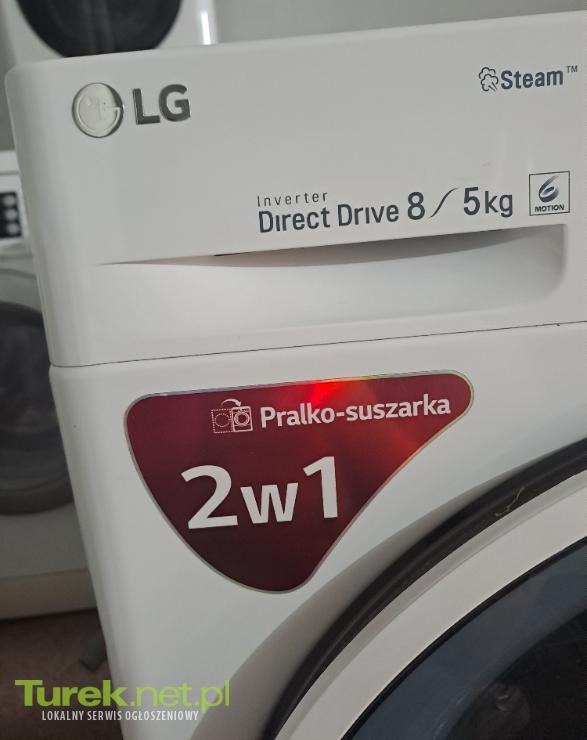 LG
Steam™
Inverter
Direct Drive 8/5kg
6
MOTION
Pralko-suszarka
2w1
Turek.net.pl
LOKALNY SERWIS OGŁOSZENIOWY